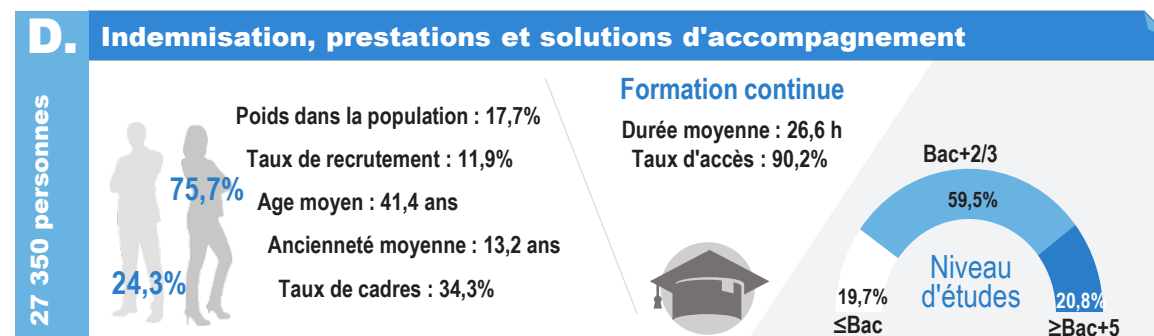 D. Indemnisation, prestations et solutions d'accompagnement
27 350 personnes
Poids dans la population : 17,7%
Taux de recrutement : 11,9%
75,7%
Age moyen : 41,4 ans
Ancienneté moyenne : 13,2 ans
24,3%
Taux de cadres : 34,3%
Formation continue
Durée moyenne : 26,6 h
Taux d'accès : 90,2%
Bac+2/3
59,5%
Niveau
d'études
19,7%
≤Bac
20,8%
≥Bac+5